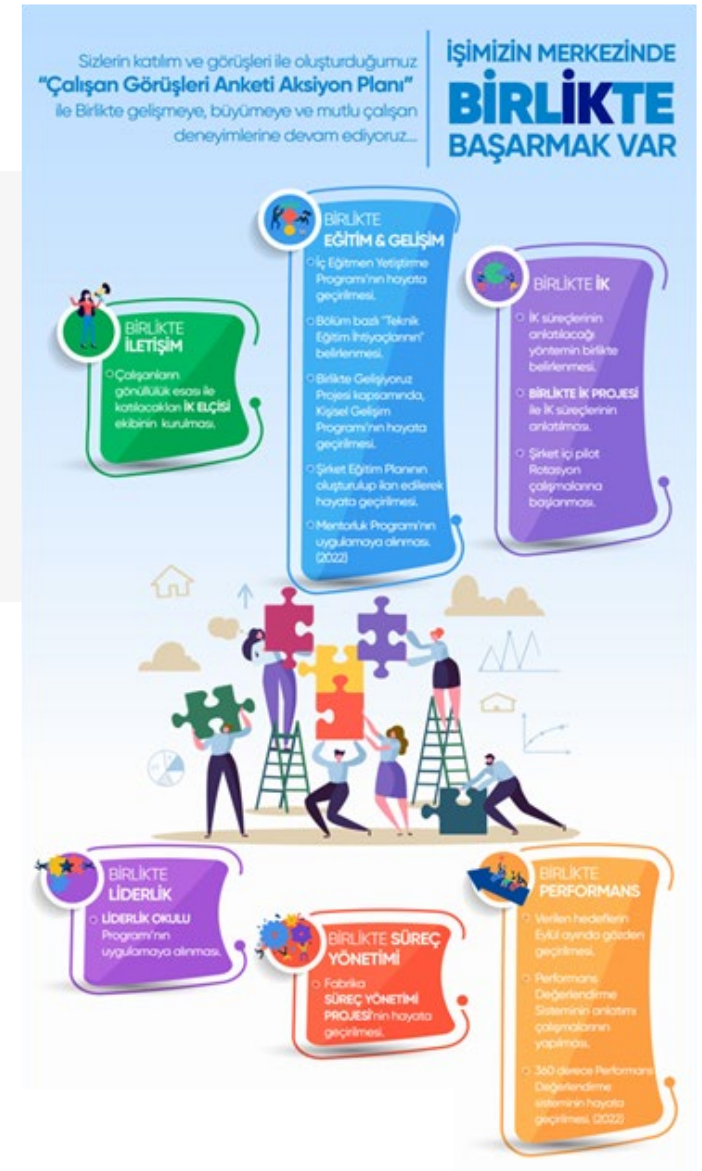 Sizlerin katılım ve görüşleri ile oluşturduğumuz
“Çalışan Görüşleri Anketi Aksiyon Planı”
ile Birlikte gelişmeye, büyümeye ve mutlu çalışan
deneyimlerine devam ediyoruz...
İŞİMİZİN MERKEZİNDE
BİRLİKTE
BAŞARMAK VAR
BİRLİKTE
İLETİŞİM
Çalışanların
gönüllülük esası ile
katılacakları İK ELÇİSİ
ekibinin kurulması.
BİRLİKTE
EĞİTİM & GELİŞİM
İç Eğitmen Yetiştirme
Programı'nın hayata
geçirilmesi.
Bölüm bazlı “Teknik
Eğitim İhtiyaçlarının”
belirlenmesi.
Birlikte Gelişiyoruz
Projesi kapsamında,
Kişisel Gelişim
Programı'nın hayata
geçirilmesi.
Şirket Eğitim Planının
oluşturulup ilan edilerek
hayata geçirilmesi.
Mentorluk Programı'nın
uygulamaya alınması.
(2022)
BİRLİKTE İK
İK süreçlerinin
anlatılacağı
yöntemin birlikte
belirlenmesi.
BİRLİKTE İK PROJESİ
ile İK süreçlerinin
anlatılması.
Şirket içi pilot
Rotasyon
çalışmalarına
başlanması.
BİRLİKTE
LİDERLİK
LİDERLİK OKULU
Programı'nın
uygulamaya alınması.
BİRLİKTE SÜREÇ
YÖNETİMİ
Fabrika
SÜREÇ YÖNETİMİ
PROJESİ'nin hayata
geçirilmesi.
BİRLİKTE
PERFORMANS
Verilen hedeflerin
Eylül ayında gözden
geçirilmesi.
Performans
Değerlendirme
Sisteminin anlatımı
çalışmalarının
yapılması.
360 derece Performans
Değerlendirme
sisteminin hayata
geçirilmesi. (2022)